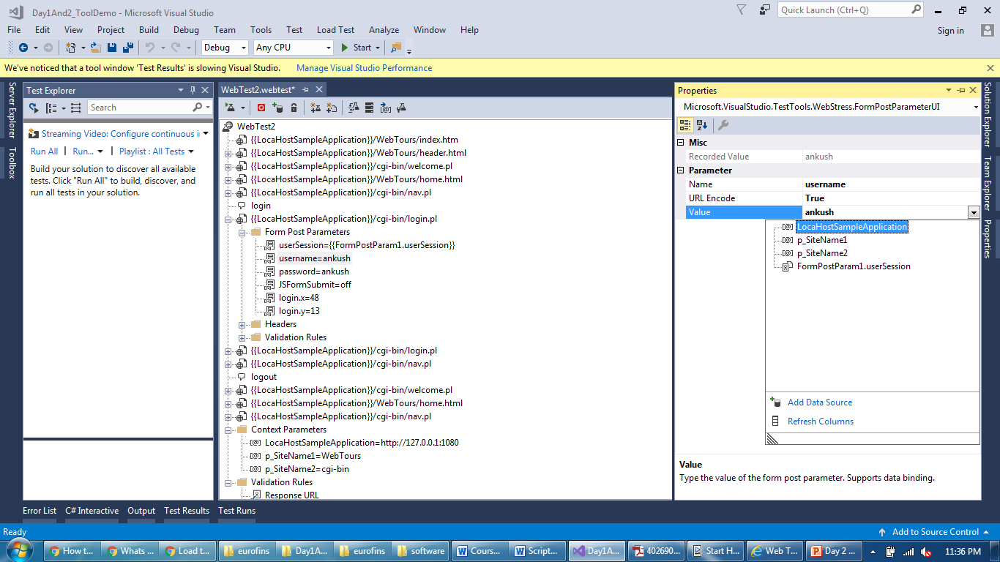 Day1And2_ToolDemo - Microsoft Visual Studio
Quick Launch (Ctrl+Q)
File Edit View Project Build Debug Team Tools Test Load Test Analyze Window Help
Sign in
Debug Any CPU Start
We've noticed that a tool window 'Test Results' is slowing Visual Studio. Manage Visual Studio Performance
Server Explorer
Toolbox
Test Explorer
Search
Streaming Video: Configure continuous i
Run All | Run... | Playlist : All Tests
Build your solution to discover all available
tests. Click "Run All" to build, discover, and
run all tests in your solution.
WebTest2.webtest*
WebTest2
{{LocaHostSampleApplication}}/WebTours/index.htm
{{LocaHostSampleApplication}}/WebTours/header.html
{{LocaHostSampleApplication}}/cgi-bin/welcome.pl
{{LocaHostSampleApplication}}/WebTours/home.html
{{LocaHostSampleApplication}}/cgi-bin/nav.pl
login
{{LocaHostSampleApplication}}/cgi-bin/login.pl
Form Post Parameters
userSession={{FormPostParam1.userSession}}
username=ankush
password=ankush
JSFormSubmit=off
login.x=48
login.y=13
Headers
Validation Rules
{{LocaHostSampleApplication}}/cgi-bin/login.pl
{{LocaHostSampleApplication}}/cgi-bin/nav.pl
logout
{{LocaHostSampleApplication}}/cgi-bin/welcome.pl
{{LocaHostSampleApplication}}/WebTours/home.html
{{LocaHostSampleApplication}}/cgi-bin/nav.pl
Context Parameters
LocaHostSampleApplication=http://127.0.0.1:1080
p_SiteName1=WebTours
p_SiteName2=cgi-bin
Validation Rules
Response URL
Properties
Microsoft.VisualStudio.TestTools.WebStress.FormPostParameterUI
Misc
Recorded Value ankush
Parameter
Name username
URL Encode True
Value ankush
LocaHostSampleApplication
p_SiteName1
p_SiteName2
FormPostParam1.userSession
Add Data Source
Refresh Columns
Value
Type the value of the form post parameter. Supports data binding.
Solution Explorer
Team Explorer
Properties
Error List C# Interactive Output Test Results Test Runs
Ready
Add to Source Control
How t... Whats ... Load t... eurofins Day1A... eurofins software Cours... Script... Day1A... 402690... Start H... Web T... Day 2 ... 11:36 PM